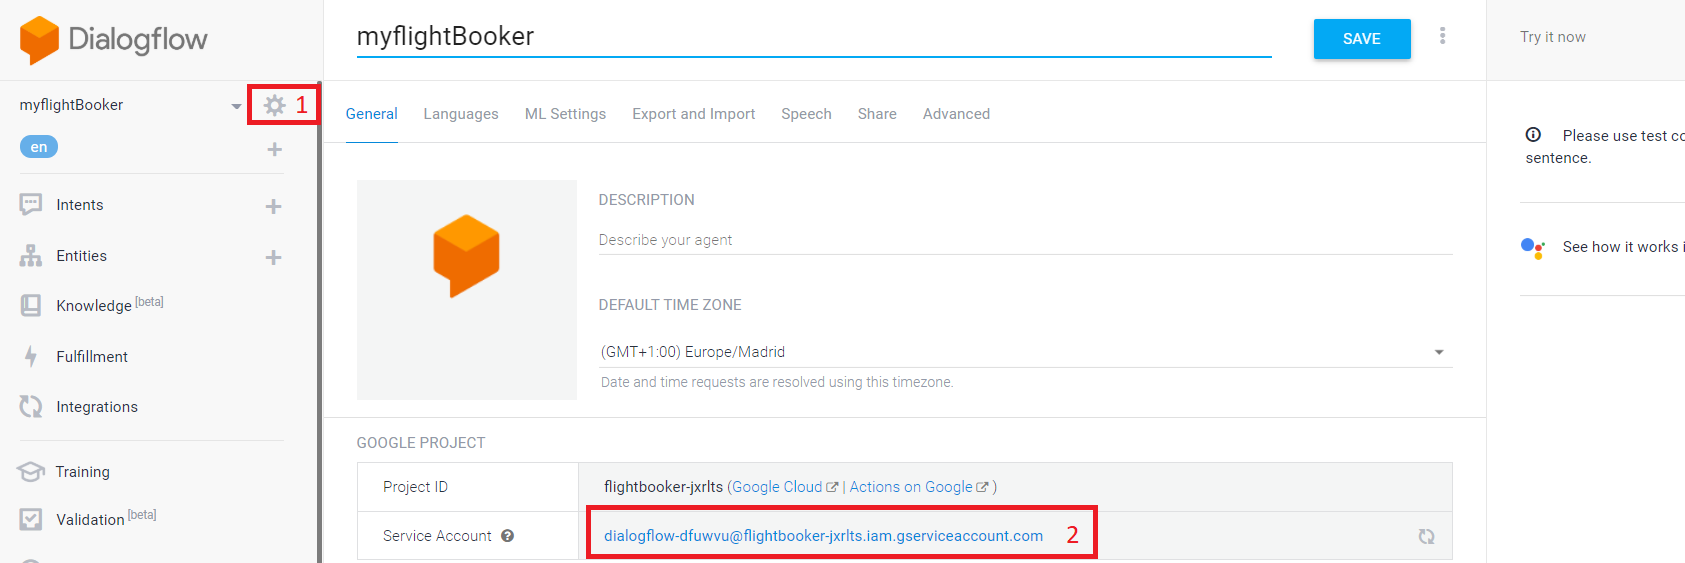 Dialogflow
myflightBooker
SAVE
Try it now
myflightBooker
1
en
General
Languages
ML Settings
Export and Import
Speech
Share
Advanced
Please use test co
sentence.
Intents
Entities
Knowledge [beta]
Fulfillment
Integrations
Training
Validation [beta]
DESCRIPTION
Describe your agent
DEFAULT TIME ZONE
(GMT+1:00) Europe/Madrid
Date and time requests are resolved using this timezone.
See how it works i
GOOGLE PROJECT
Project ID
flightbooker-jxrlts (Google Cloud | Actions on Google )
Service Account
dialogflow-dfuwvu@flightbooker-jxrlts.iam.gserviceaccount.com
2